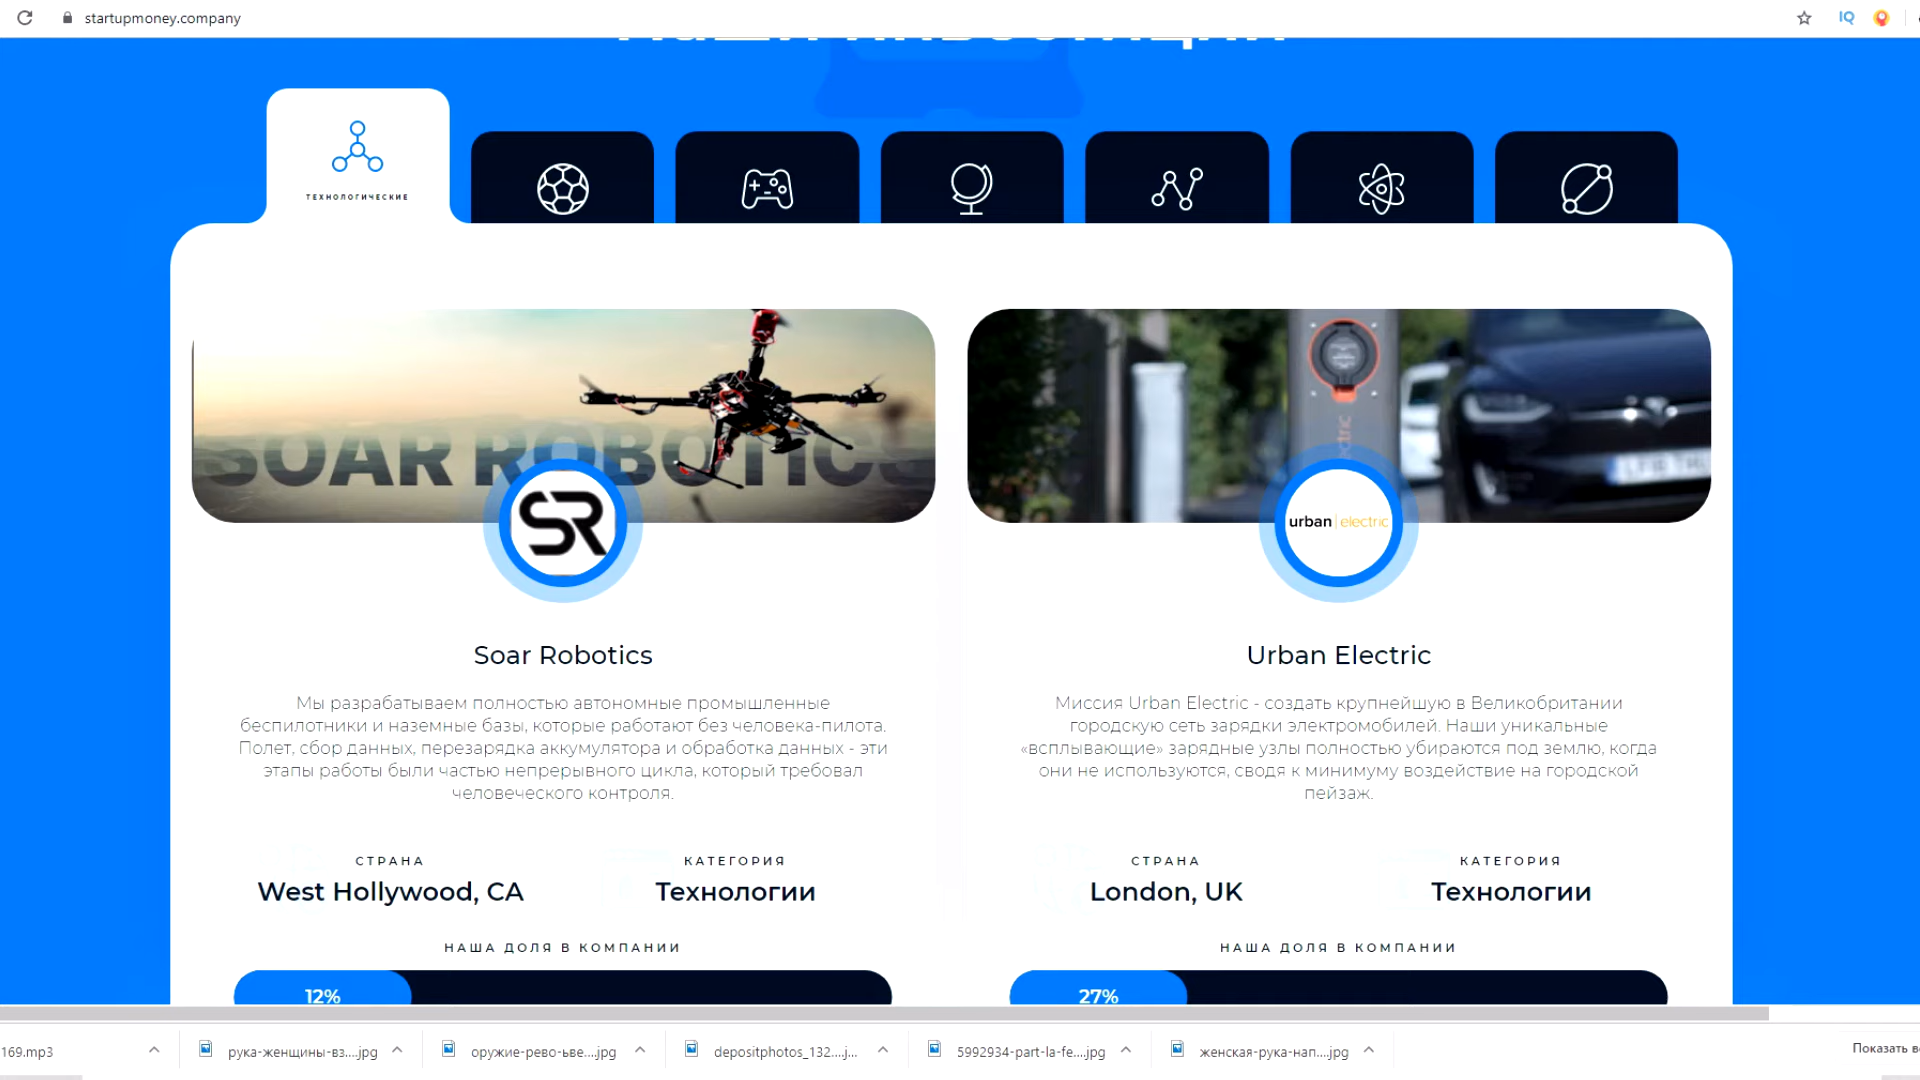 startupmoney.company
IQ
ТЕХНОЛОГИЧЕСКИЕ
SOAR ROBOTICS
SR
urban electric
Soar Robotics
Urban Electric
Мы разрабатываем полностью автономные промышленные
беспилотники и наземные базы, которые работают без человека-пилота.
Полет, сбор данных, перезарядка аккумулятора и обработка данных - эти
этапы работы были частью непрерывного цикла, который требовал
человеческого контроля.
Миссия Urban Electric - создать крупнейшую в Великобритании
городскую сеть зарядки электромобилей. Наши уникальные
«всплывающие» зарядные узлы полностью убираются под землю, когда
они не используются, сводя к минимуму воздействие на городской
пейзаж.
СТРАНА
КАТЕГОРИЯ
West Hollywood, CA
Технологии
НАША ДОЛЯ В КОМПАНИИ
12%
СТРАНА
КАТЕГОРИЯ
London, UK
Технологии
НАША ДОЛЯ В КОМПАНИИ
27%
169.mp3
рука-женщины-вз....jpg
оружие-рево-ьве....jpg
depositphotos_132....j...
5992934-part-la-fe....jpg
женская-рука-нап....jpg
Показать